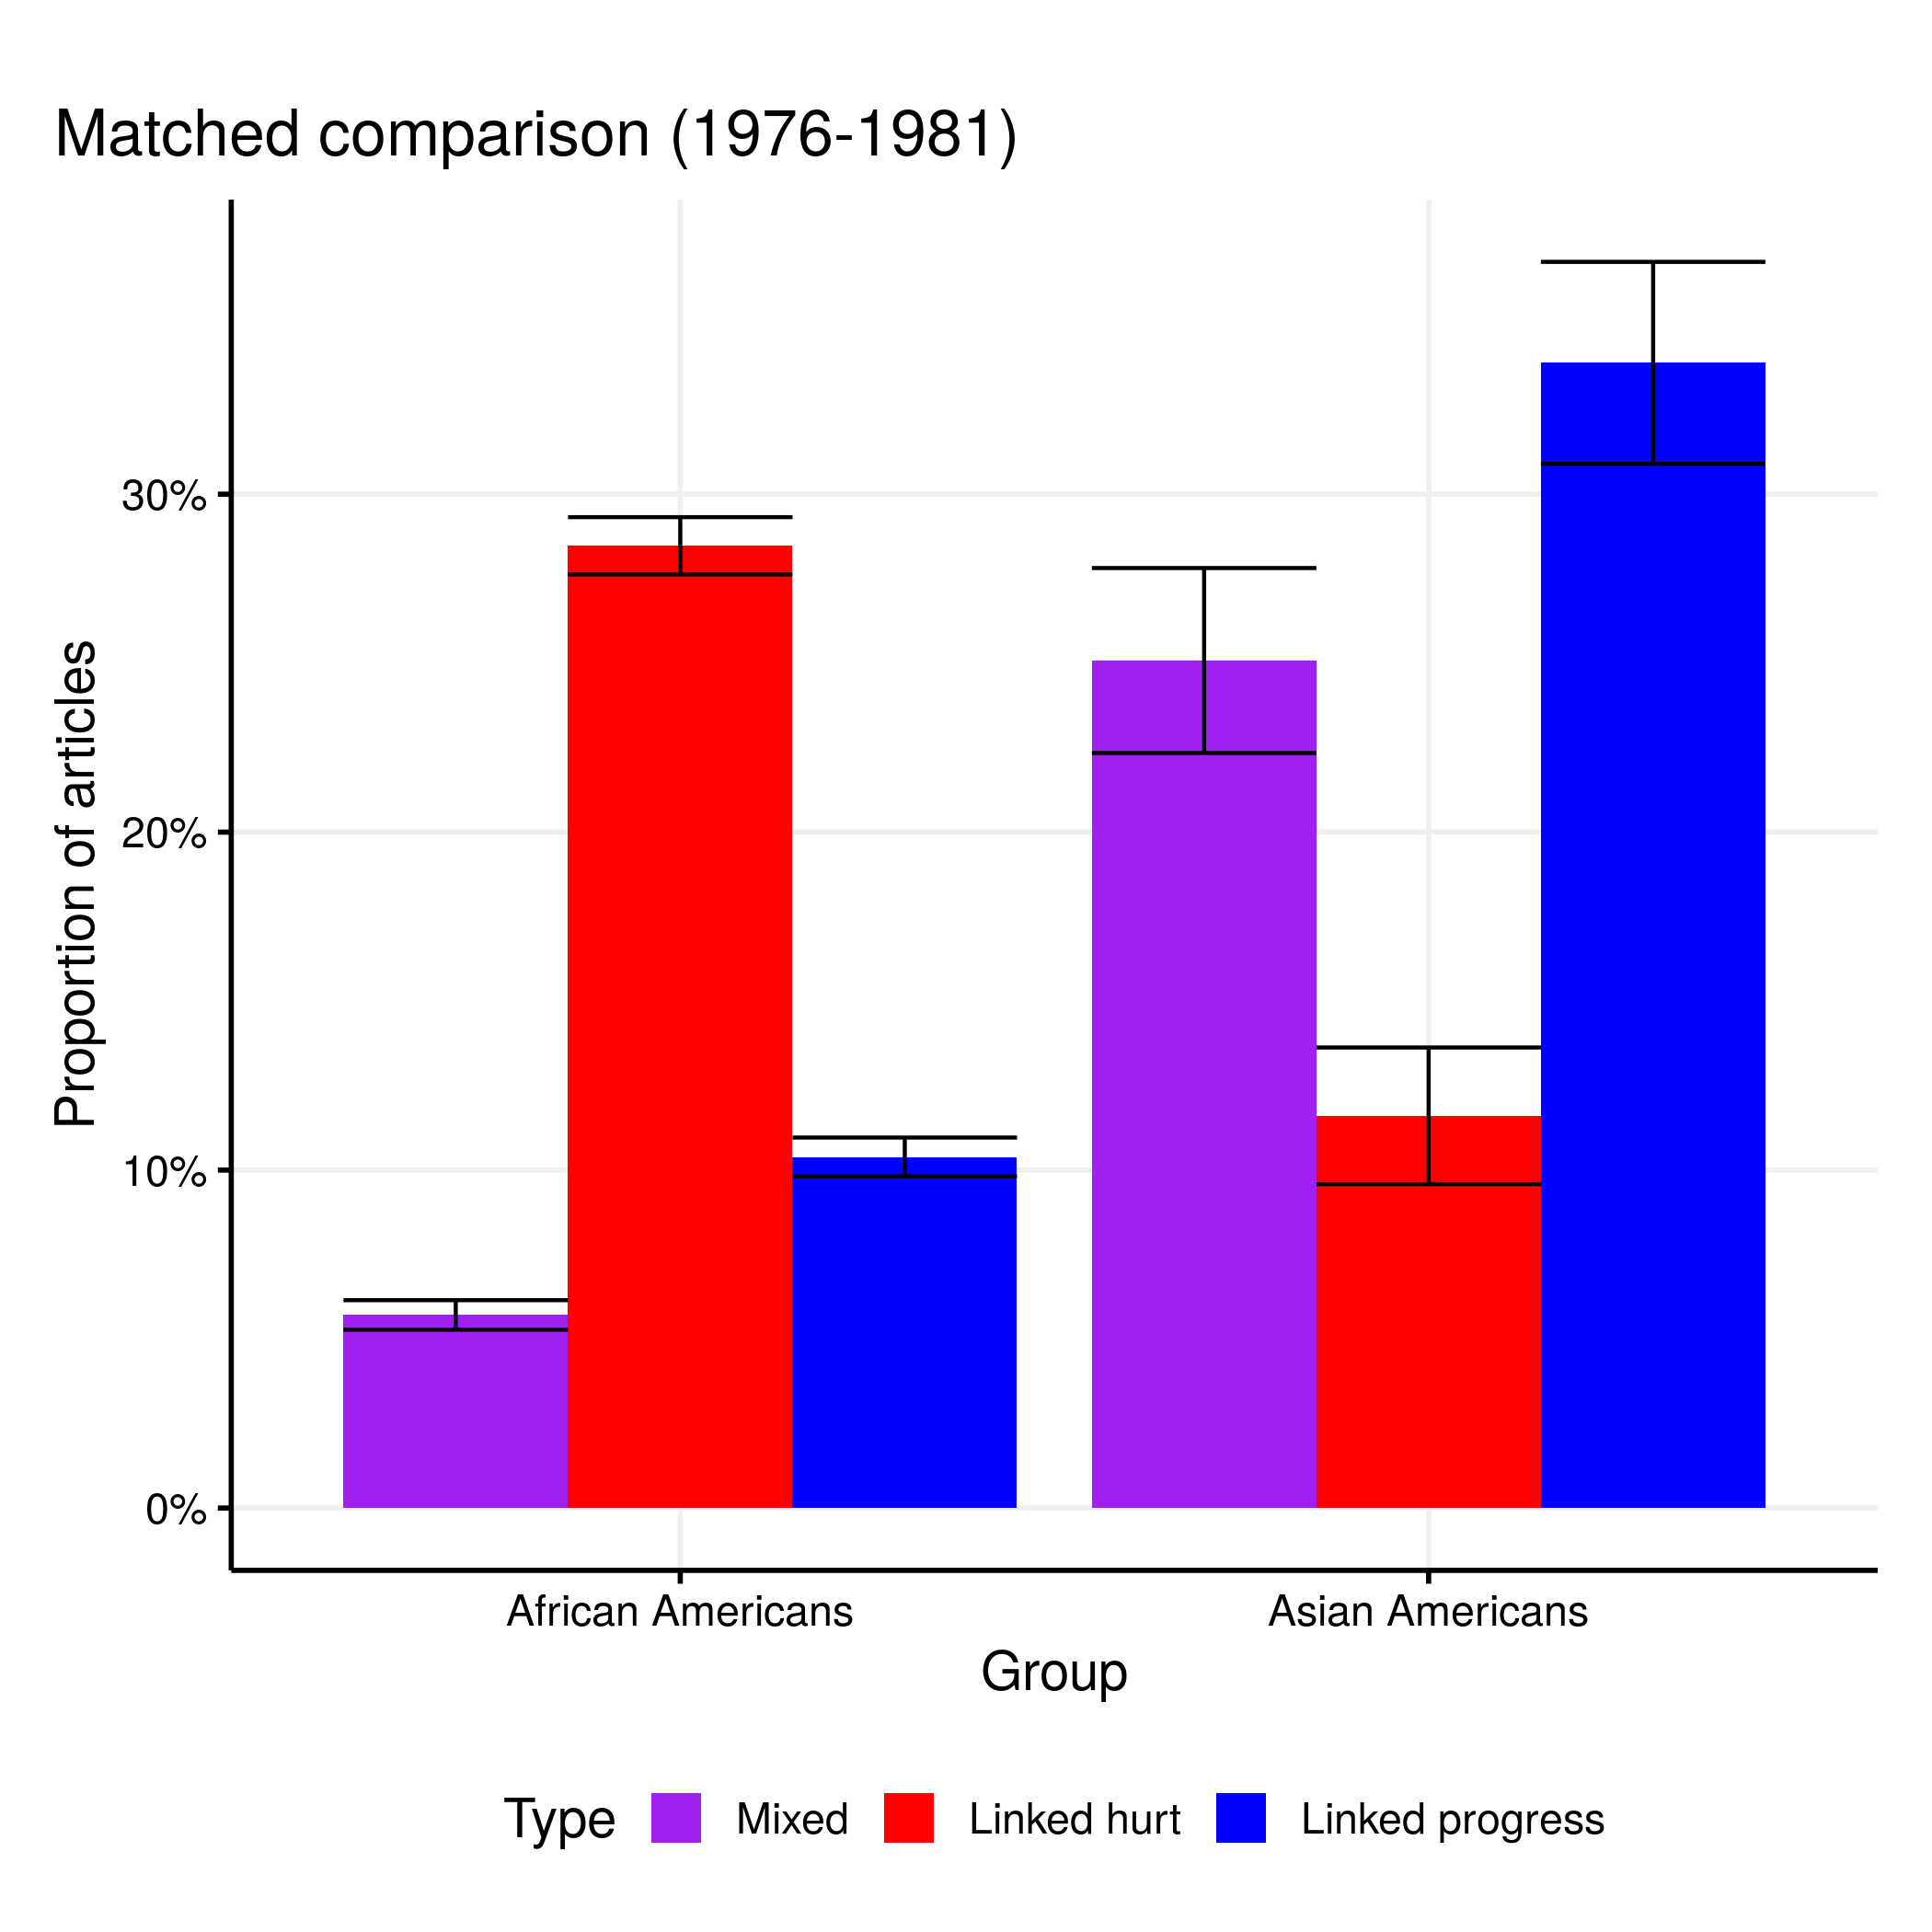 Matched comparison (1976-1981)
Proportion of articles
30%
20%
10%
0%
African Americans
Asian Americans
Group
Type
Mixed
Linked hurt
Linked progress